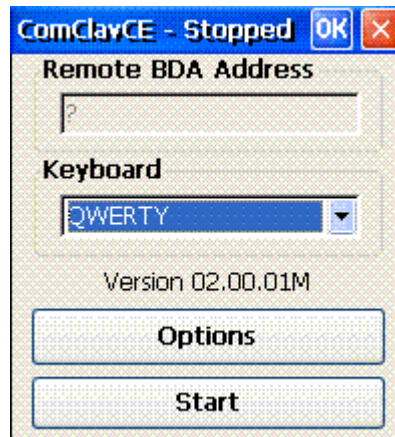 ComClavCE - Stopped OK
Remote BDA Address
?
Keyboard
QWERTY
Version 02.00.01M
Options
Start